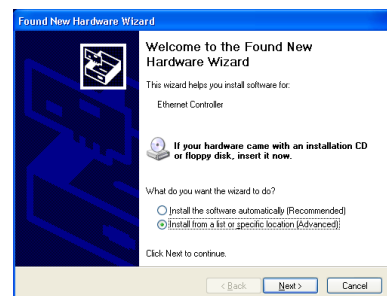 Found New Hardware Wizard
Welcome to the Found New
Hardware Wizard
This wizard helps you install software for:
Ethernet Controller
If your hardware came with an installation CD
or floppy disk, insert it now.
What do you want the wizard to do?
Install the software automatically (Recommended)
Install from a list or specific location (Advanced)
Click Next to continue.
< Back Next > Cancel